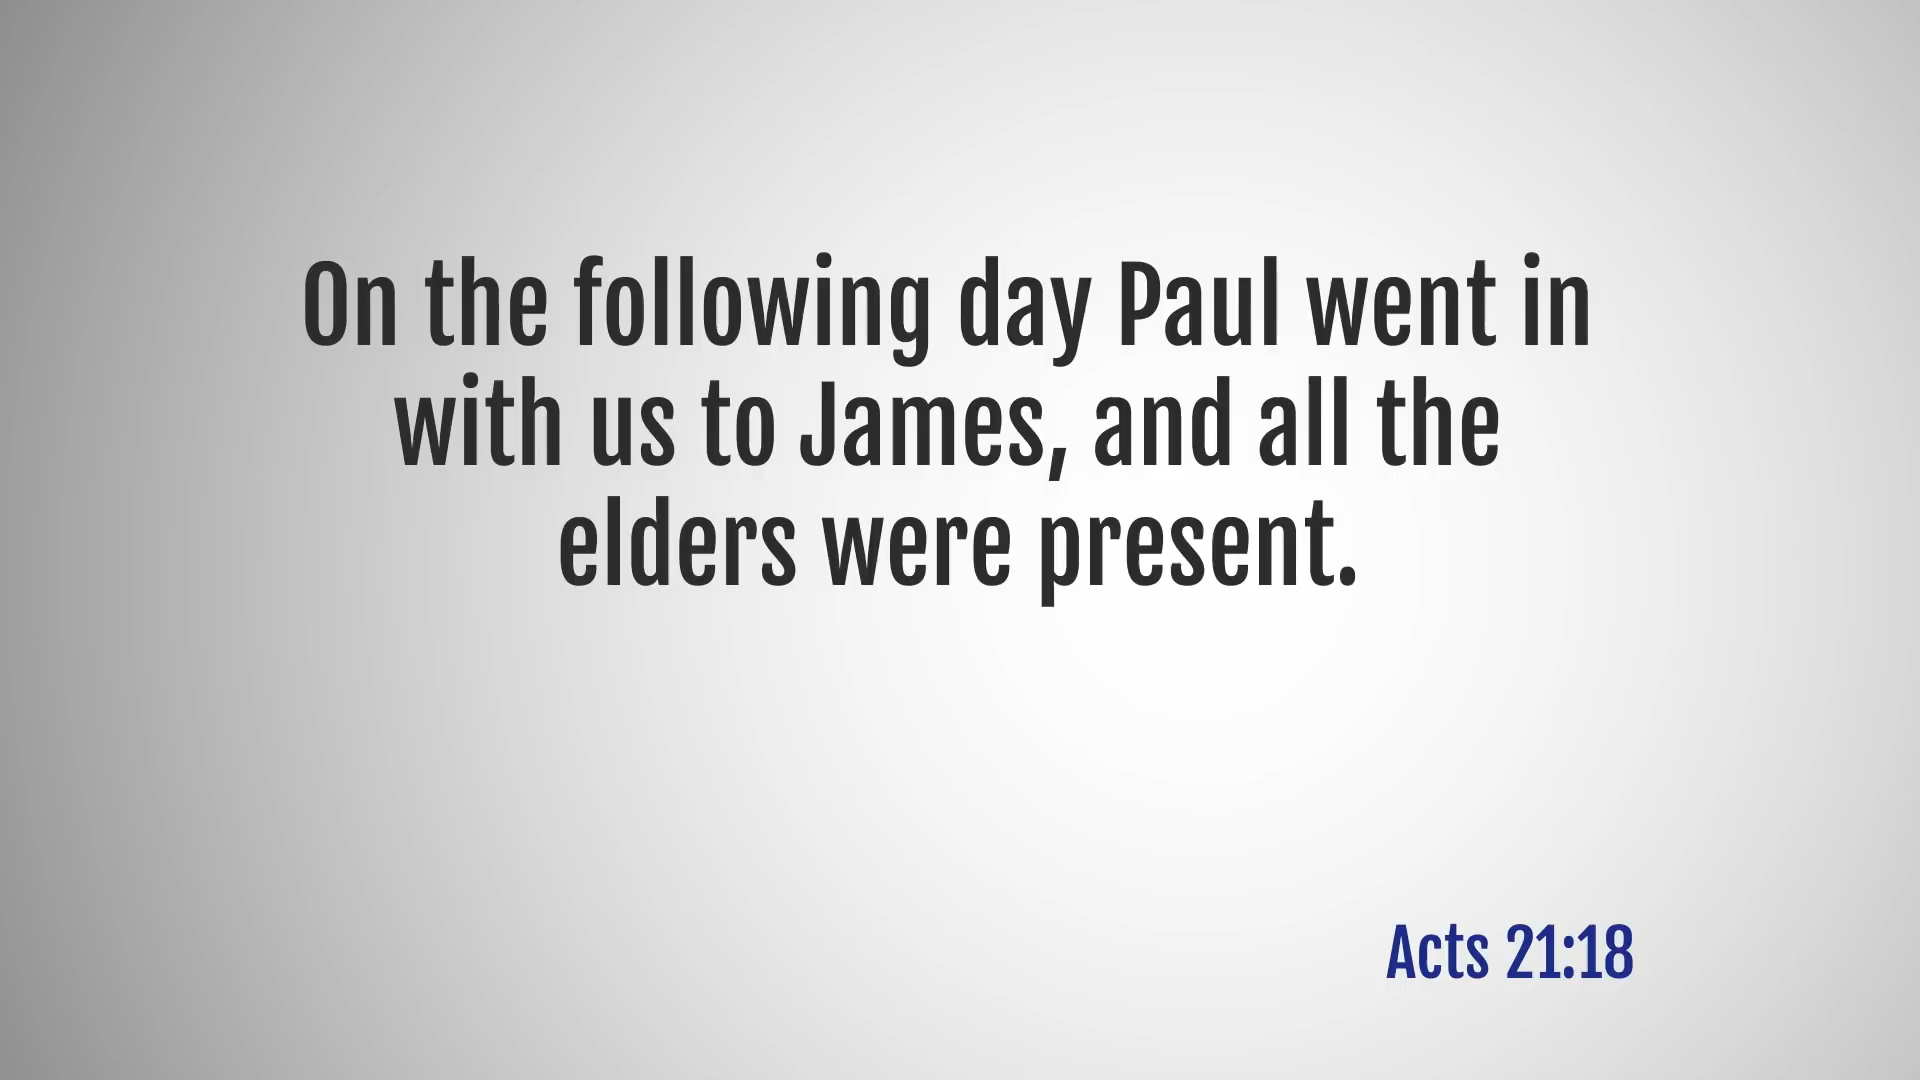 On the following day Paul went in
with us to James, and all the
elders were present.
Acts 21:18